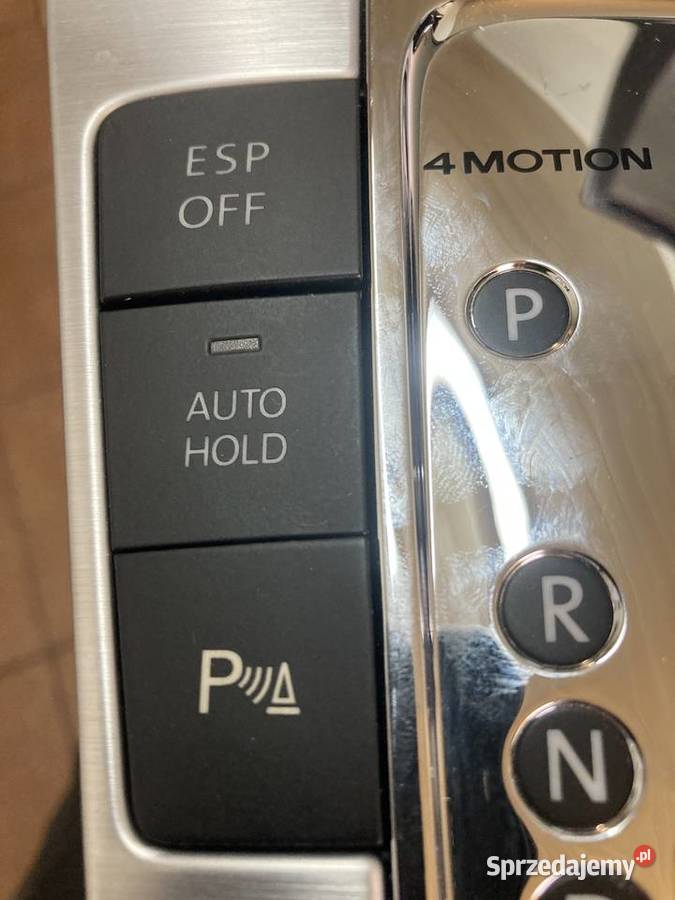 ESP
OFF
4MOTION
P
AUTO
HOLD
P
R
N
Sprzedajemy.pl